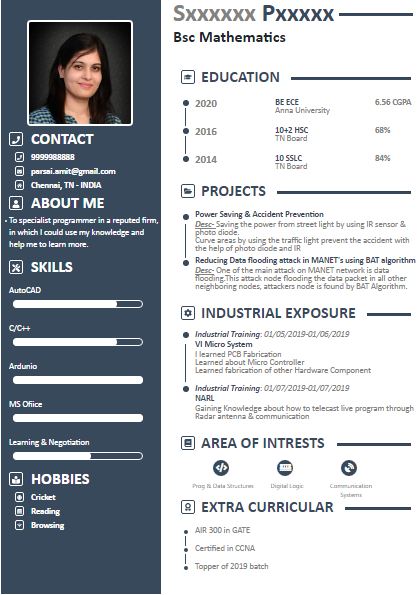 Sxxxxxx Pxxxxx
Bsc Mathematics
CONTACT
9999988888
parsai.amit@gmail.com
Chennai, TN - INDIA
ABOUT ME
• To specialist programmer in a reputed firm,
in which I could use my knowledge and
help me to learn more.
SKILLS
AutoCAD
C/C++
Ardunio
MS Office
Learning & Negotiation
HOBBIES
Cricket
Reading
Browsing
EDUCATION
2020 BE ECE 6.56 CGPA
Anna University
2016 10+2 HSC 68%
TN Board
2014 10 SSLC 84%
TN Board
PROJECTS
Power Saving & Accident Prevention
Desc- Saving the power from street light by using IR sensor &
photo diode.
Curve areas by using the traffic light prevent the accident with
the help of photo diode and IR
Reducing Data flooding attack in MANET's using BAT algorithm
Desc- One of the main attack on MANET network is data
flooding.This attack node flooding the data packet in all other
neighboring nodes, attackers node is found by BAT Algorithm.
INDUSTRIAL EXPOSURE
Industrial Training: 01/05/2019-01/06/2019
VI Micro System
I learned PCB Fabrication
Learned about Micro Controller
Learned fabrication of other Hardware Component
Industrial Training: 01/07/2019-01/07/2019
NARL
Gaining Knowledge about how to telecast live program through
Radar antenna & communication
AREA OF INTRESTS
Prog & Data Structures Digital Logic Communication
Systems
EXTRA CURRICULAR
AIR 300 in GATE
Certified in CCNA
Topper of 2019 batch